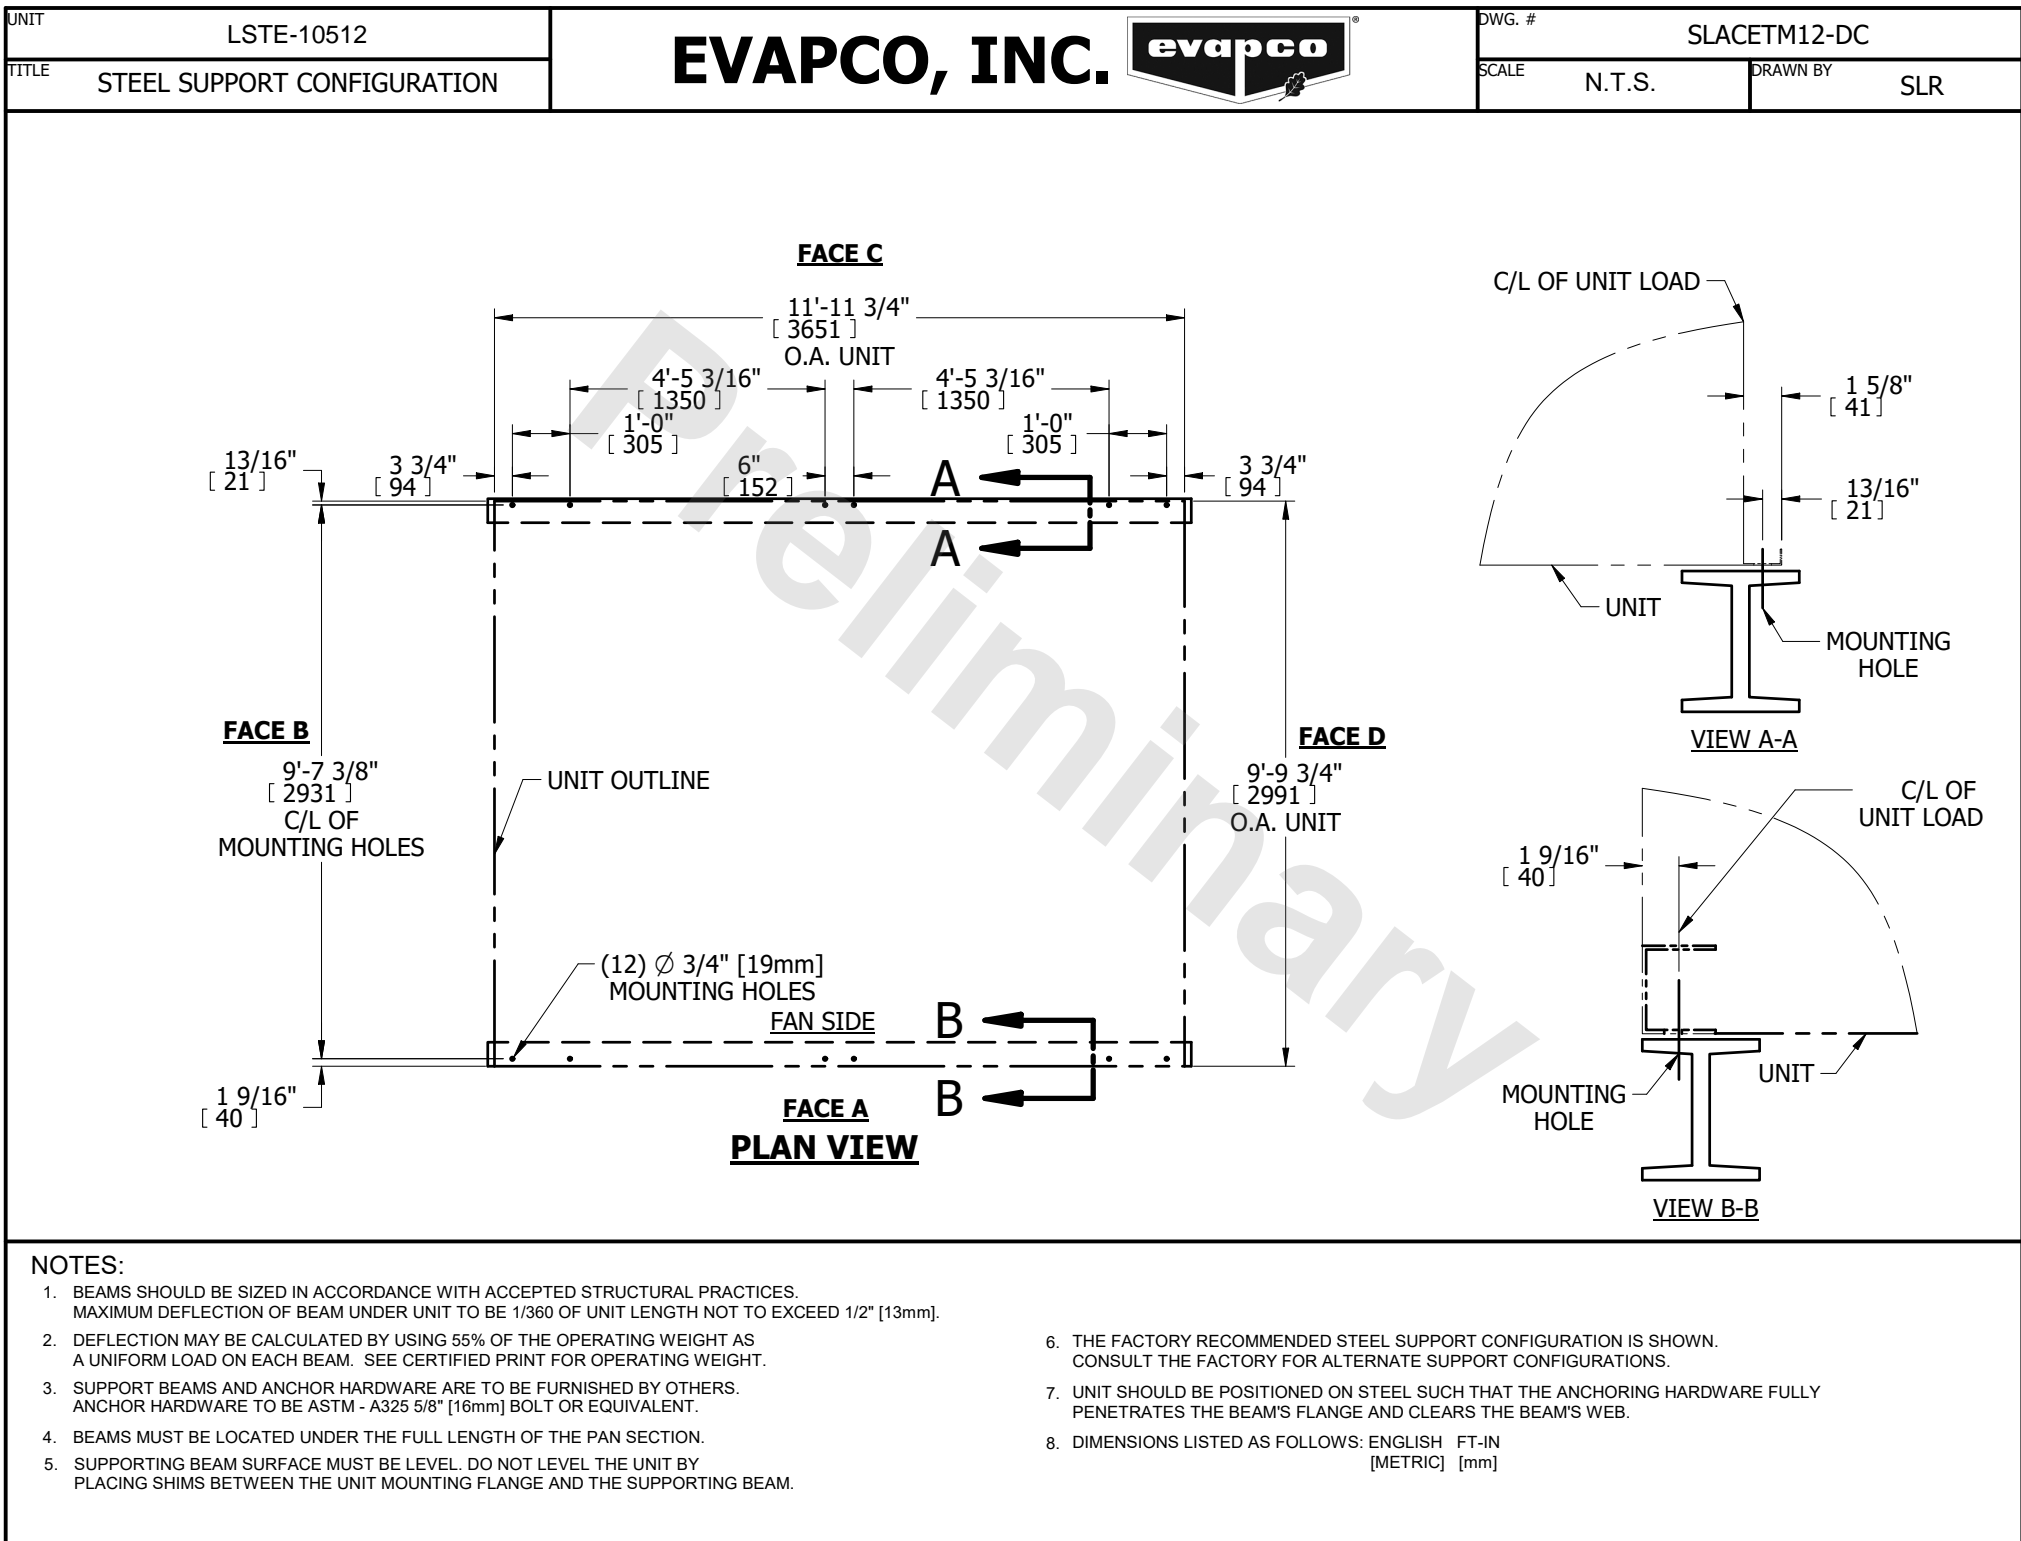 UNIT
LSTE-10512
TITLE
STEEL SUPPORT CONFIGURATION
EVAPCO, INC.
evapco
®
DWG. #
SLACETM12-DC
SCALE
N.T.S.
DRAWN BY
SLR
FACE C
11'-11 3/4"
[ 3651 ]
O.A. UNIT
4'-5 3/16"
[ 1350 ]
4'-5 3/16"
[ 1350 ]
1'-0"
[ 305 ]
1'-0"
[ 305 ]
13/16"
[ 21 ]
3 3/4"
[ 94 ]
6"
[ 152 ]
3 3/4"
[ 94 ]
A
A
FACE B
9'-7 3/8"
[ 2931 ]
C/L OF
MOUNTING HOLES
UNIT OUTLINE
FACE D
9'-9 3/4"
[ 2991 ]
O.A. UNIT
(12) Ø 3/4" [19mm]
MOUNTING HOLES
FAN SIDE
B
B
1 9/16"
[ 40 ]
FACE A
PLAN VIEW
Preliminary
C/L OF UNIT LOAD
1 5/8"
[ 41 ]
13/16"
[ 21 ]
UNIT
MOUNTING
HOLE
VIEW A-A
C/L OF
UNIT LOAD
1 9/16"
[ 40 ]
UNIT
MOUNTING
HOLE
VIEW B-B
NOTES:
1. BEAMS SHOULD BE SIZED IN ACCORDANCE WITH ACCEPTED STRUCTURAL PRACTICES.
MAXIMUM DEFLECTION OF BEAM UNDER UNIT TO BE 1/360 OF UNIT LENGTH NOT TO EXCEED 1/2" [13mm].
2. DEFLECTION MAY BE CALCULATED BY USING 55% OF THE OPERATING WEIGHT AS
A UNIFORM LOAD ON EACH BEAM. SEE CERTIFIED PRINT FOR OPERATING WEIGHT.
3. SUPPORT BEAMS AND ANCHOR HARDWARE ARE TO BE FURNISHED BY OTHERS.
ANCHOR HARDWARE TO BE ASTM - A325 5/8" [16mm] BOLT OR EQUIVALENT.
4. BEAMS MUST BE LOCATED UNDER THE FULL LENGTH OF THE PAN SECTION.
5. SUPPORTING BEAM SURFACE MUST BE LEVEL. DO NOT LEVEL THE UNIT BY
PLACING SHIMS BETWEEN THE UNIT MOUNTING FLANGE AND THE SUPPORTING BEAM.
6. THE FACTORY RECOMMENDED STEEL SUPPORT CONFIGURATION IS SHOWN.
CONSULT THE FACTORY FOR ALTERNATE SUPPORT CONFIGURATIONS.
7. UNIT SHOULD BE POSITIONED ON STEEL SUCH THAT THE ANCHORING HARDWARE FULLY
PENETRATES THE BEAM'S FLANGE AND CLEARS THE BEAM'S WEB.
8. DIMENSIONS LISTED AS FOLLOWS: ENGLISH FT-IN
[METRIC] [mm]